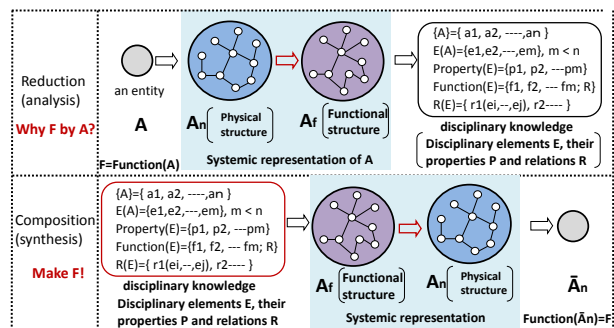 Reduction
(analysis)
Why F by A?
an entity
A
F=Function(A)
An
Physical
structure
Af
Functional
structure
Systemic representation of A
{A}={ a1, a2, ----,an }
E(A)={e1,e2,---,em}, m < n
Property(E)={p1, p2, ---pm}
Function(E)={f1, f2, --- fm; R}
R(E)={ r1(ei,--,ej), r2---- }
disciplinary knowledge
Disciplinary elements E, their
properties P and relations R
Composition
(synthesis)
Make F!
{A}={ a1, a2, ----,an }
E(A)={e1,e2,---,em}, m < n
Property(E)={p1, p2, ---pm}
Function(E)={f1, f2, --- fm; R}
R(E)={ r1(ei,--,ej), r2---- }
disciplinary knowledge
Disciplinary elements E, their
properties P and relations R
Af
Functional
structure
An
Physical
structure
Systemic representation
Ān
Function(Ān)=F